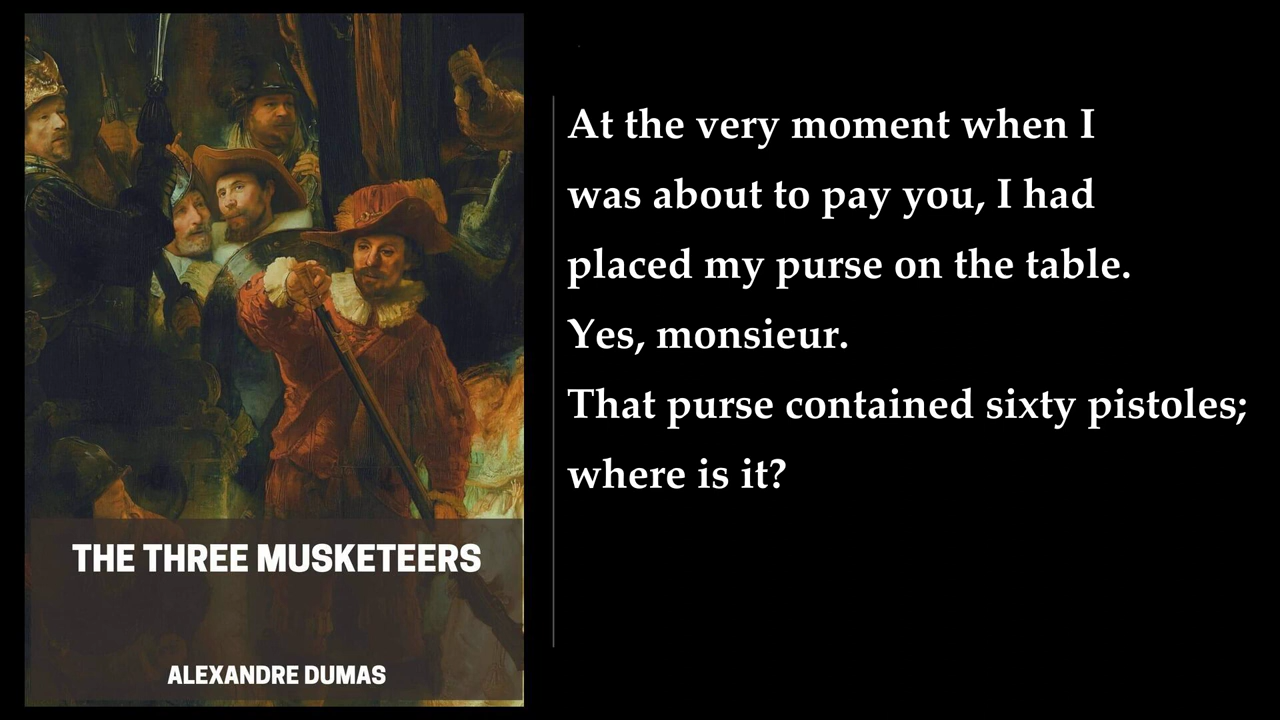 THE THREE MUSKETEERS
ALEXANDRE DUMAS
At the very moment when I
was about to pay you, I had
placed my purse on the table.
Yes, monsieur.
That purse contained sixty pistoles;
where is it?